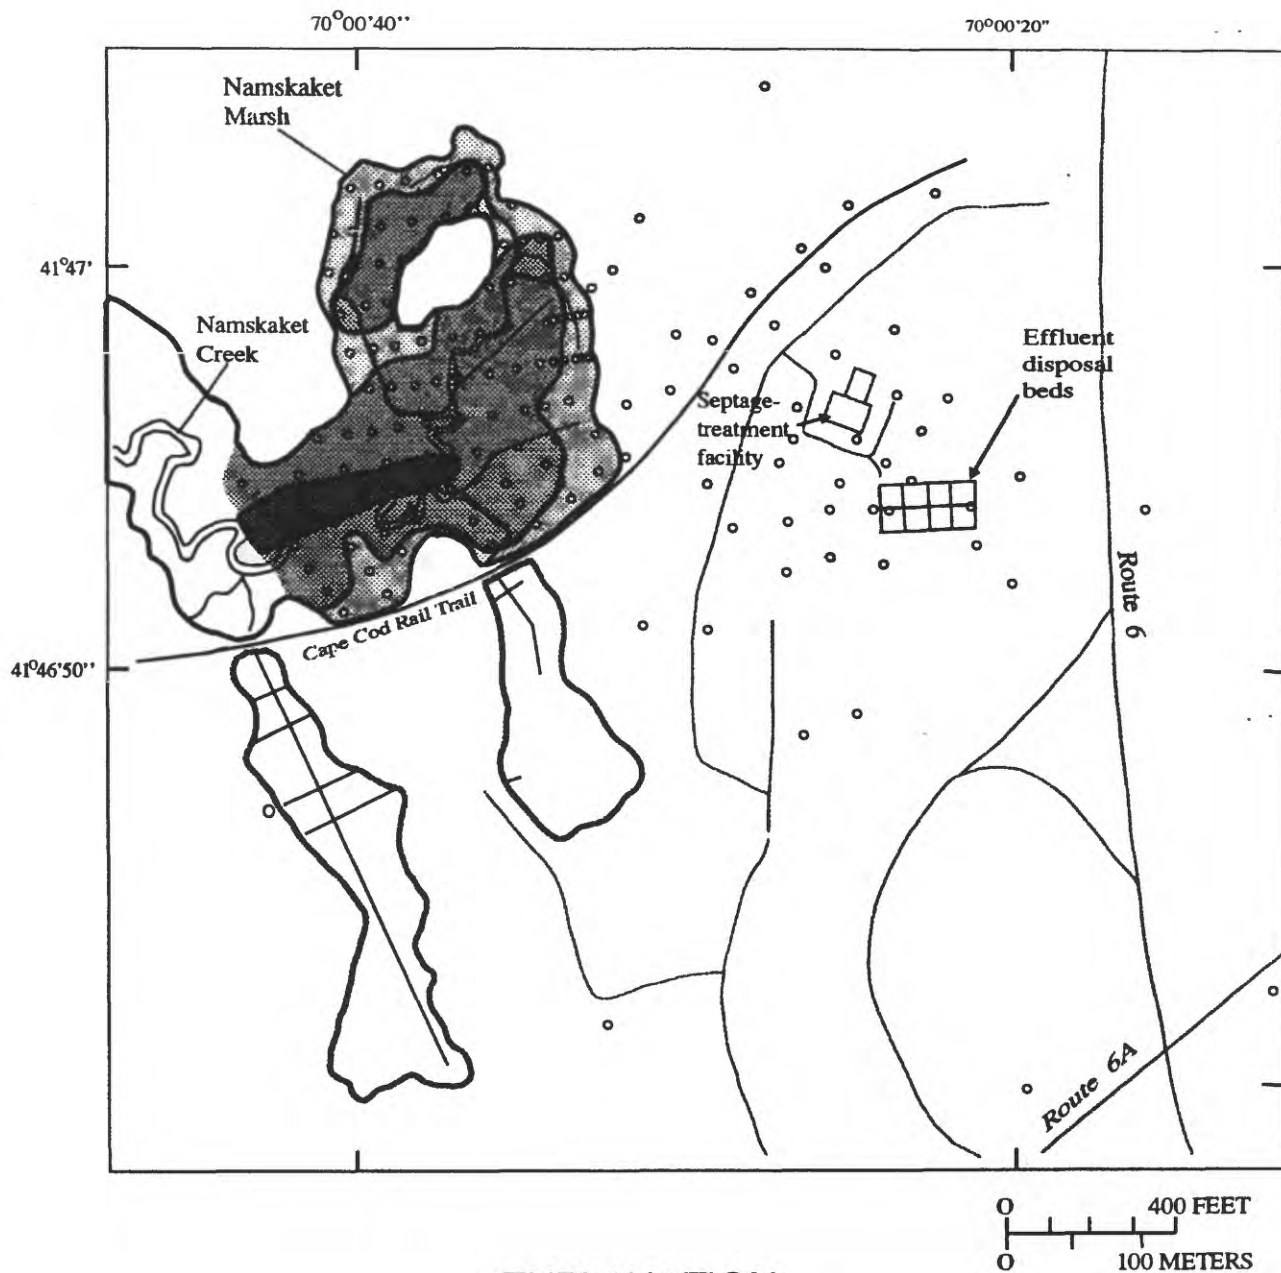 70°00'40'' 70°00'20"
Namskaket
Marsh
41°47'
Namskaket
Creek
Effluent
disposal
beds
Septage-
treatment
facility
Route 6
Cape Cod Rail Trail
41°46'50''
Route 6A
0 400 FEET
0 100 METERS